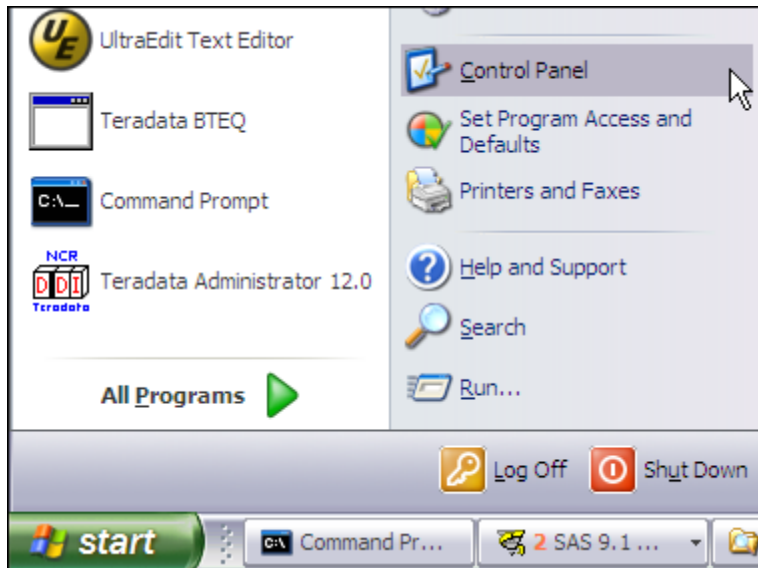 UltraEdit Text Editor
Teradata BTEQ
C:\_
Command Prompt
NCR
DDI
Teradata
Teradata Administrator 12.0
All Programs
Control Panel
Set Program Access and
Defaults
Printers and Faxes
Help and Support
Search
Run...
Log Off
Shut Down
start
C:\
Command Pr...
2 SAS 9.1 ...